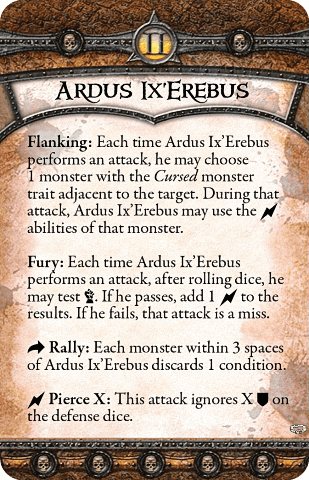 II
ARDUS IX'EREBUS
Flanking: Each time Ardus Ix'Erebus
performs an attack, he may choose
1 monster with the Cursed monster
trait adjacent to the target. During that
attack, Ardus Ix'Erebus may use the
abilities of that monster.
Fury: Each time Ardus Ix'Erebus
performs an attack, after rolling dice, he
may test . If he passes, add 1 to the
results. If he fails, that attack is a miss.
Rally: Each monster within 3 spaces
of Ardus Ix'Erebus discards 1 condition.
Pierce X: This attack ignores X on
the defense dice.